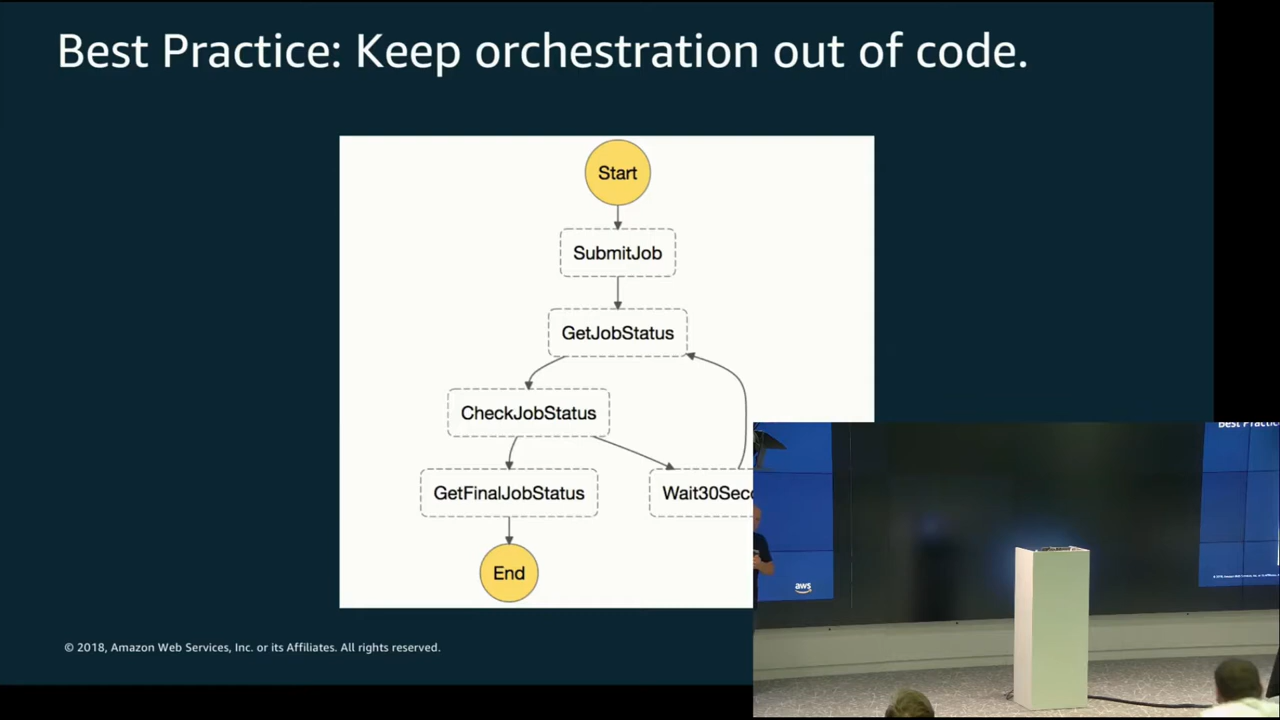 Best Practice: Keep orchestration out of code.
Start
SubmitJob
GetJobStatus
CheckJobStatus
GetFinalJobStatus
End
© 2018, Amazon Web Services, Inc. or its Affiliates. All rights reserved.
aws